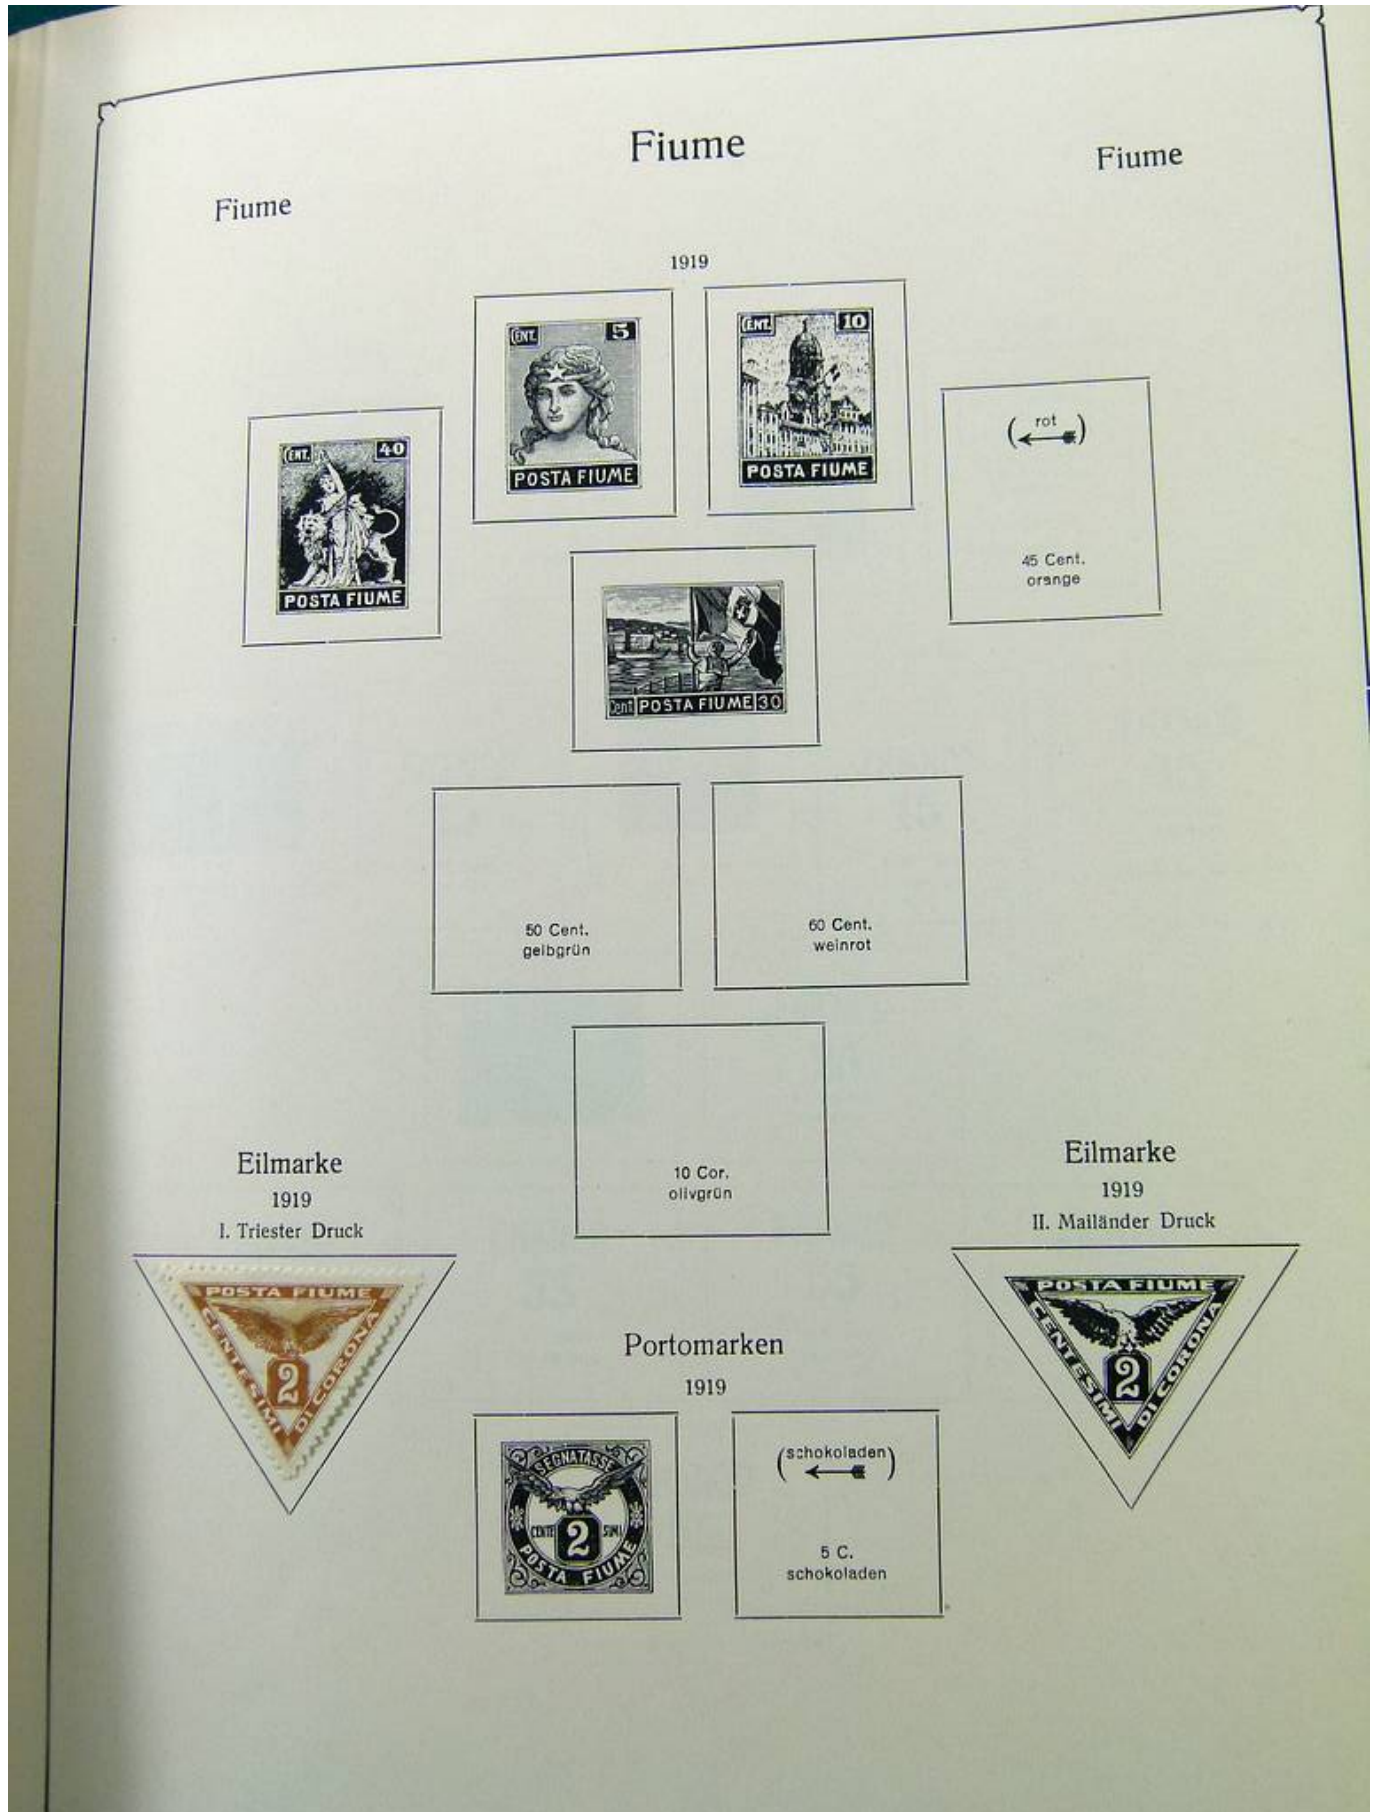 Fiume
Fiume
Fiume
1919
CENT. 5
POSTA FIUME
CENT. 10
POSTA FIUME
CENT. 40
POSTA FIUME
(rot)
45 Cent.
orange
Cent POSTA FIUME 30
50 Cent.
gelbgrün
60 Cent.
weinrot
10 Cor.
olivgrün
Eilmarke
1919
I. Triester Druck
POSTA FIUME
CENTESIMI
2
DI CORONA
Eilmarke
1919
II. Mailänder Druck
POSTA FIUME
CENTESIMI
2
DI CORONA
Portomarken
1919
SEGNATASSE
CENTE 2 SIMI
POSTA FIUME
(schokoladen)
5 C.
schokoladen